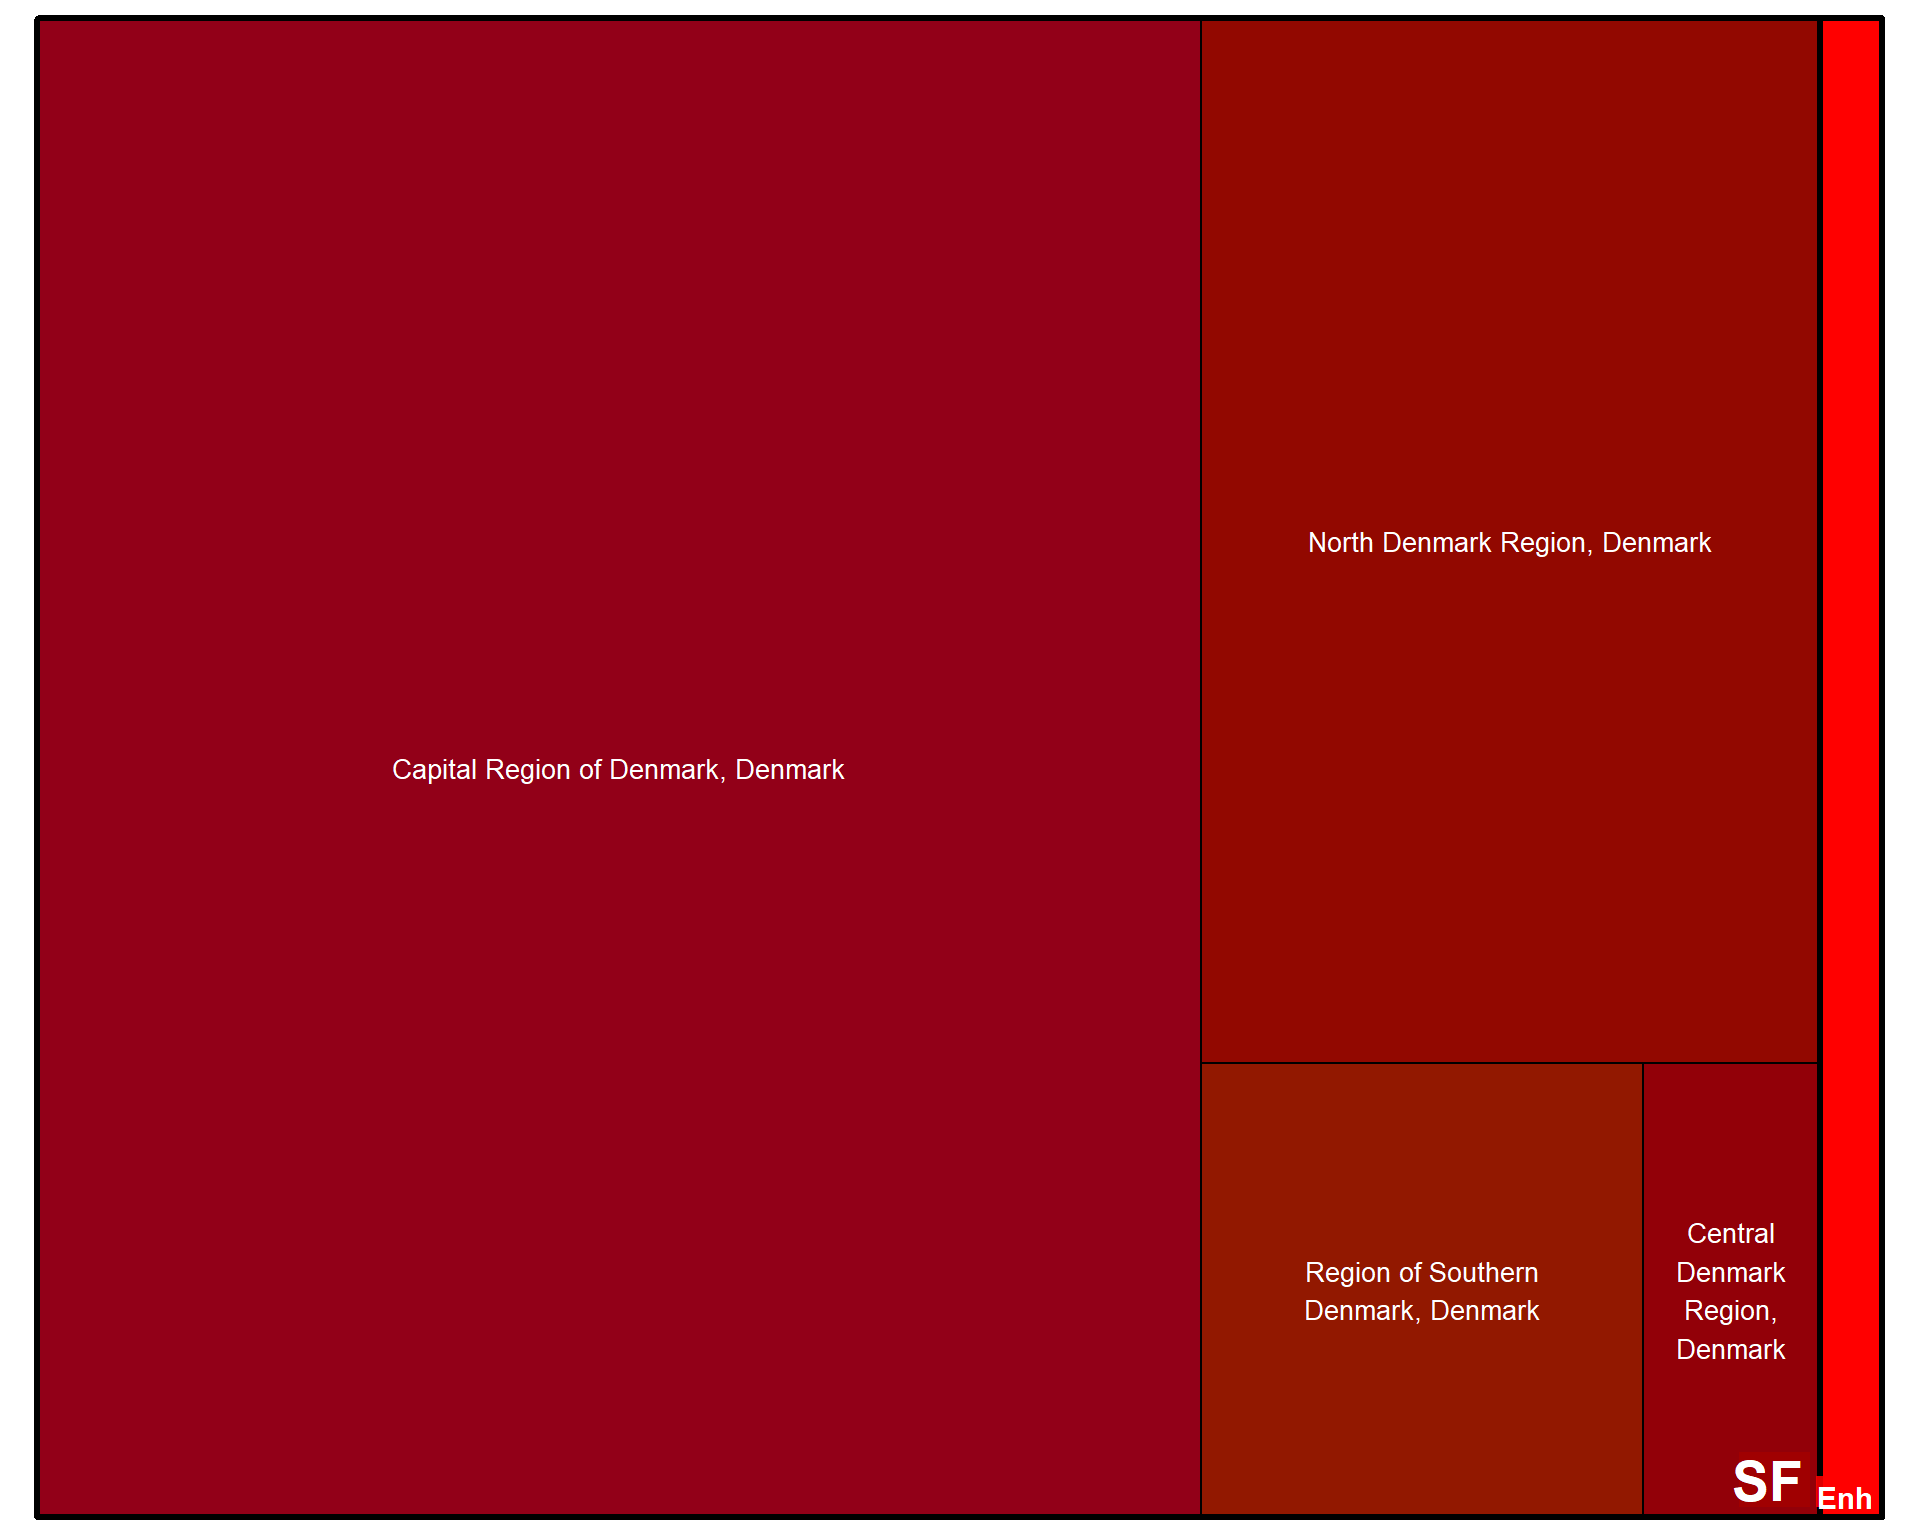 Capital Region of Denmark, Denmark
North Denmark Region, Denmark
Region of Southern
Denmark, Denmark
Central
Denmark
Region,
Denmark
SF
Enh